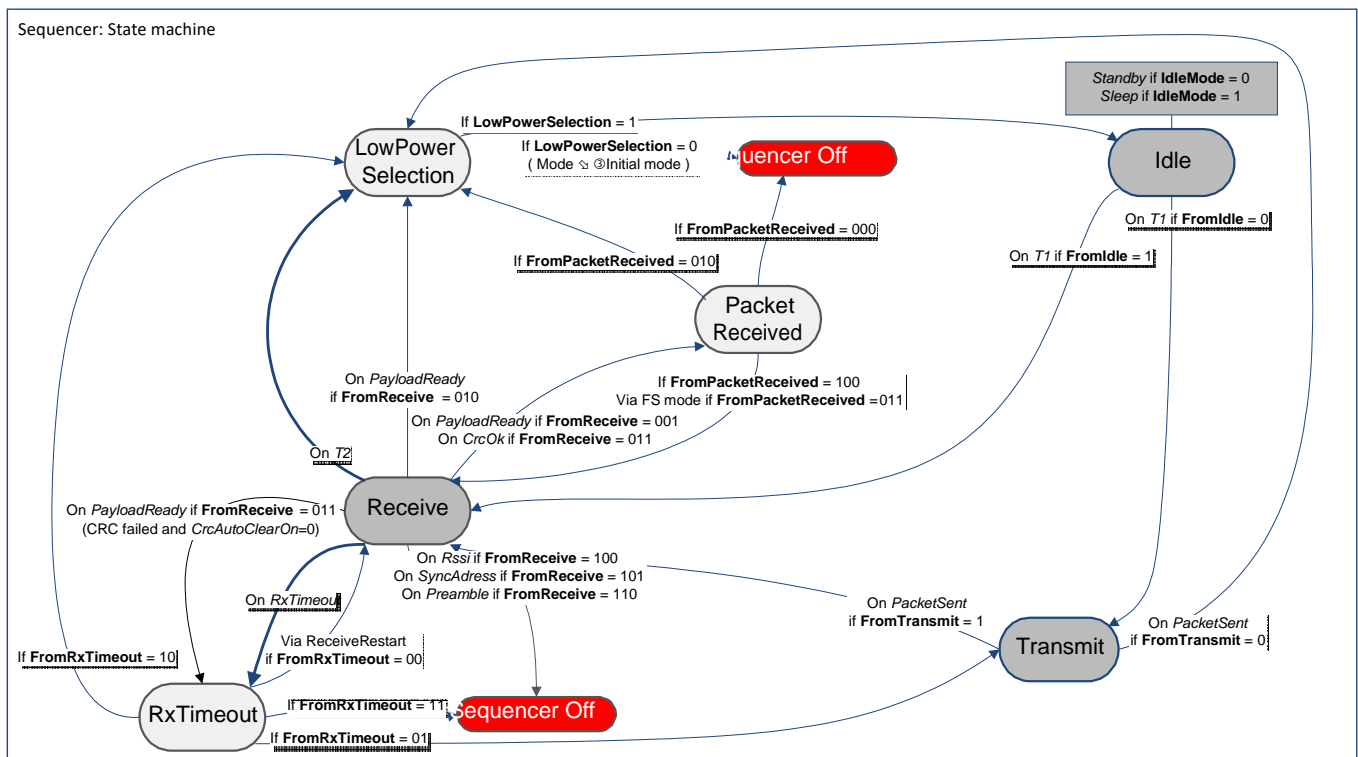 Sequencer: State machine
Standby if IdleMode = 0
Sleep if IdleMode = 1
If LowPowerSelection = 1
LowPower
Selection
If LowPowerSelection = 0
( Mode ⇘ ③Initial mode )
uencer Off
Idle
On T1 if FromIdle = 0
If FromPacketReceived = 000
On T1 if FromIdle = 1
If FromPacketReceived = 010
Packet
Received
On PayloadReady
if FromReceive = 010
If FromPacketReceived = 100
Via FS mode if FromPacketReceived =011
On PayloadReady if FromReceive = 001
On CrcOk if FromReceive = 011
On T2
Receive
On PayloadReady if FromReceive = 011
(CRC failed and CrcAutoClearOn=0)
On Rssi if FromReceive = 100
On SyncAdress if FromReceive = 101
On Preamble if FromReceive = 110
On RxTimeout
On PacketSent
if FromTransmit = 1
On PacketSent
if FromTransmit = 0
Transmit
Via ReceiveRestart
if FromRxTimeout = 00
If FromRxTimeout = 10
RxTimeout
If FromRxTimeout = 11
Sequencer Off
If FromRxTimeout = 01